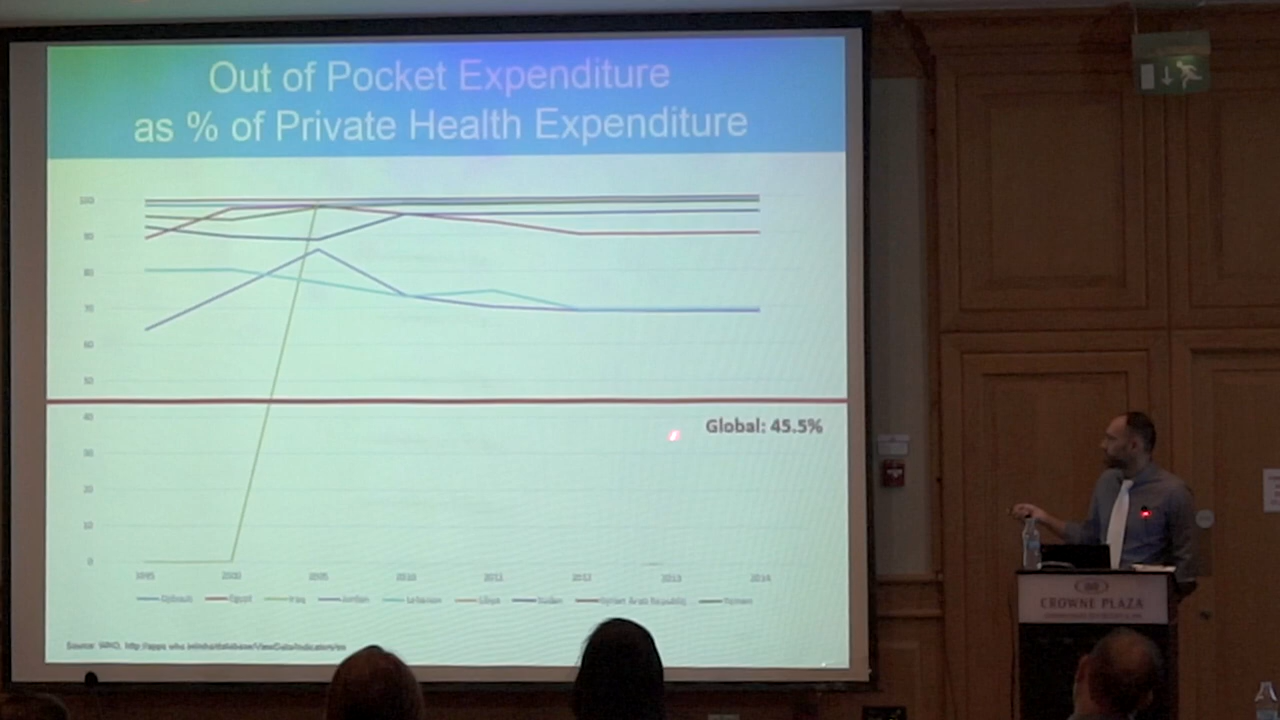 Out of Pocket Expenditure
as % of Private Health Expenditure
100
90
80
70
60
50
40
30
20
10
0
Global: 45.5%
1995 2000 2005 2010 2011 2012 2013 2014
Djibouti Egypt Iraq Jordan Lebanon Libya Sudan Syrian Arab Republic Yemen
Source: WHO,
CROWNE PLAZA